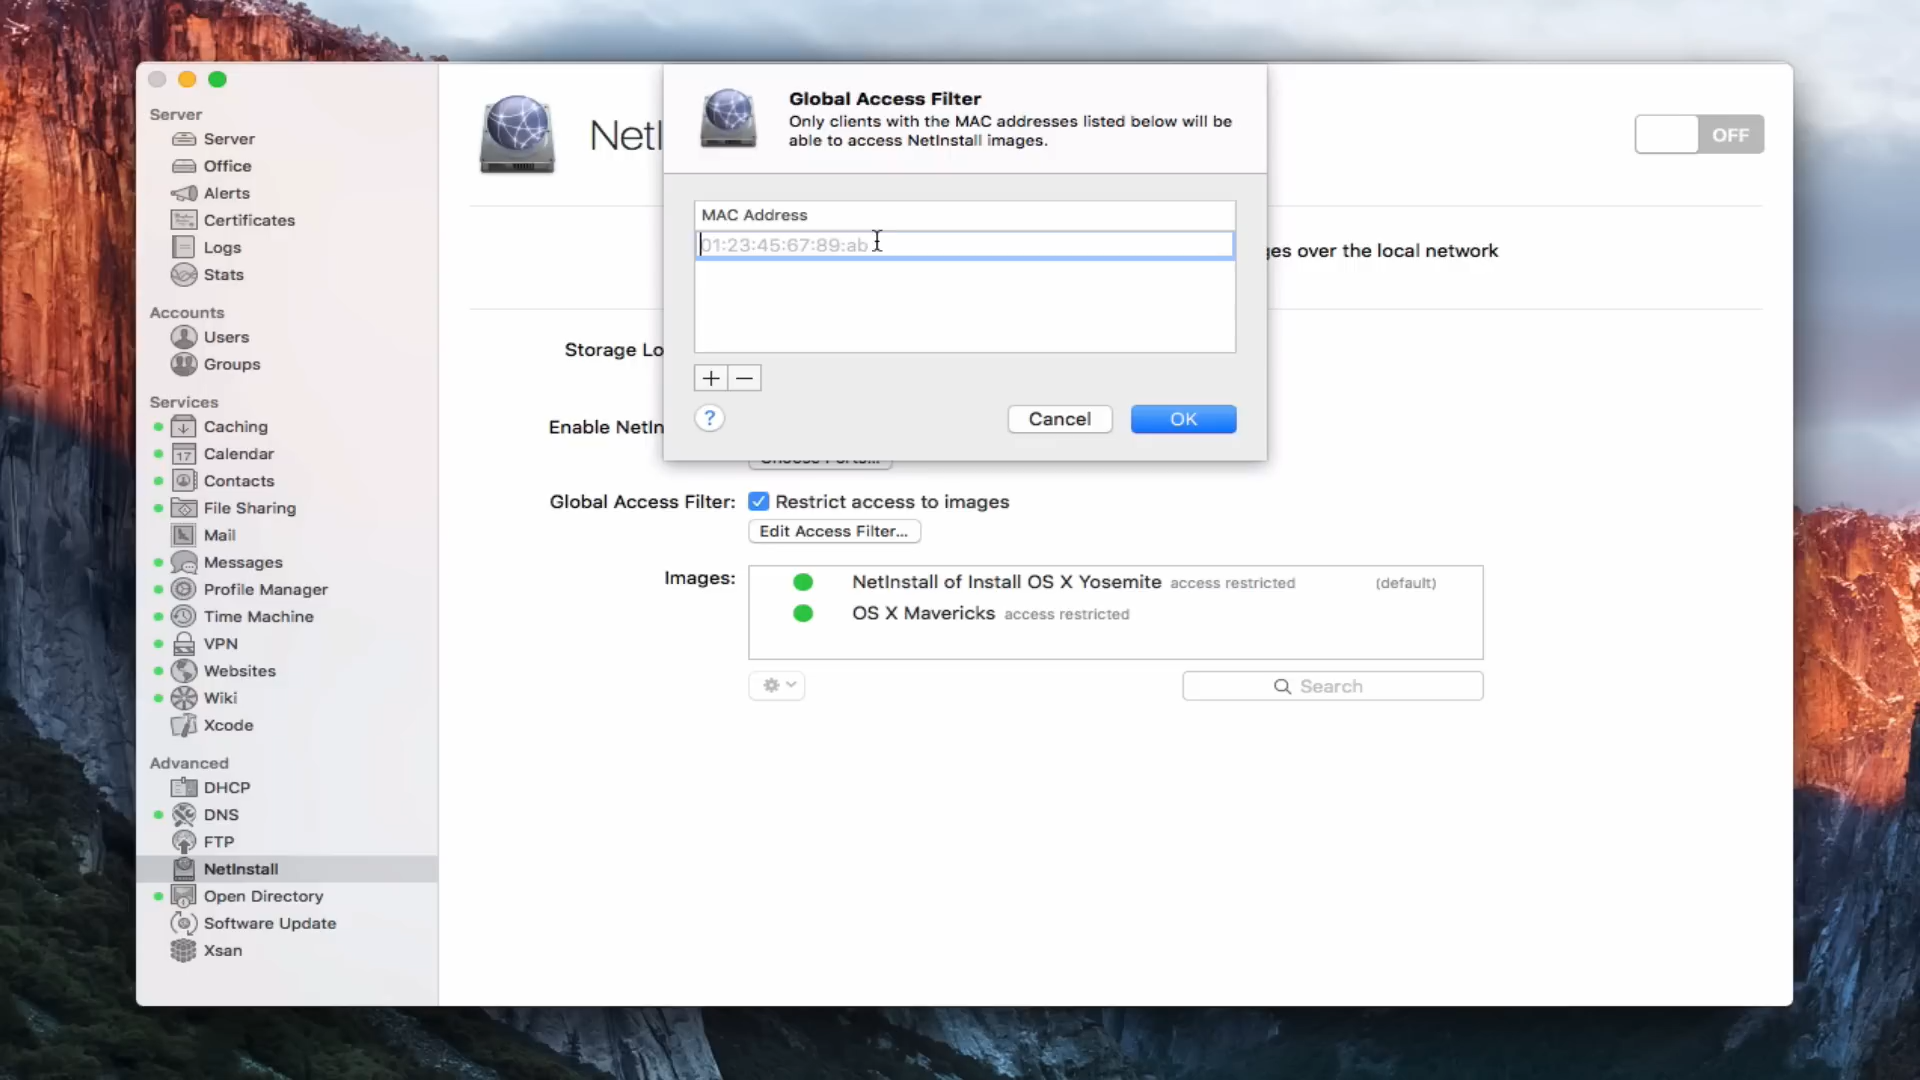 Server
Server
Office
Alerts
Certificates
Logs
Stats
Accounts
Users
Groups
Services
Caching
17
Calendar
Contacts
File Sharing
Mail
Messages
Profile Manager
Time Machine
VPN
Websites
Wiki
Xcode
Advanced
DHCP
DNS
FTP
NetInstall
Open Directory
Software Update
Xsan
NetI
OFF
Global Access Filter
Only clients with the MAC addresses listed below will be
able to access NetInstall images.
MAC Address
01:23:45:67:89:ab
+ −
?
Cancel
OK
ges over the local network
Storage Lo
Enable NetIn
Global Access Filter: Restrict access to images
Edit Access Filter...
Images:
NetInstall of Install OS X Yosemite access restricted (default)
OS X Mavericks access restricted
Search